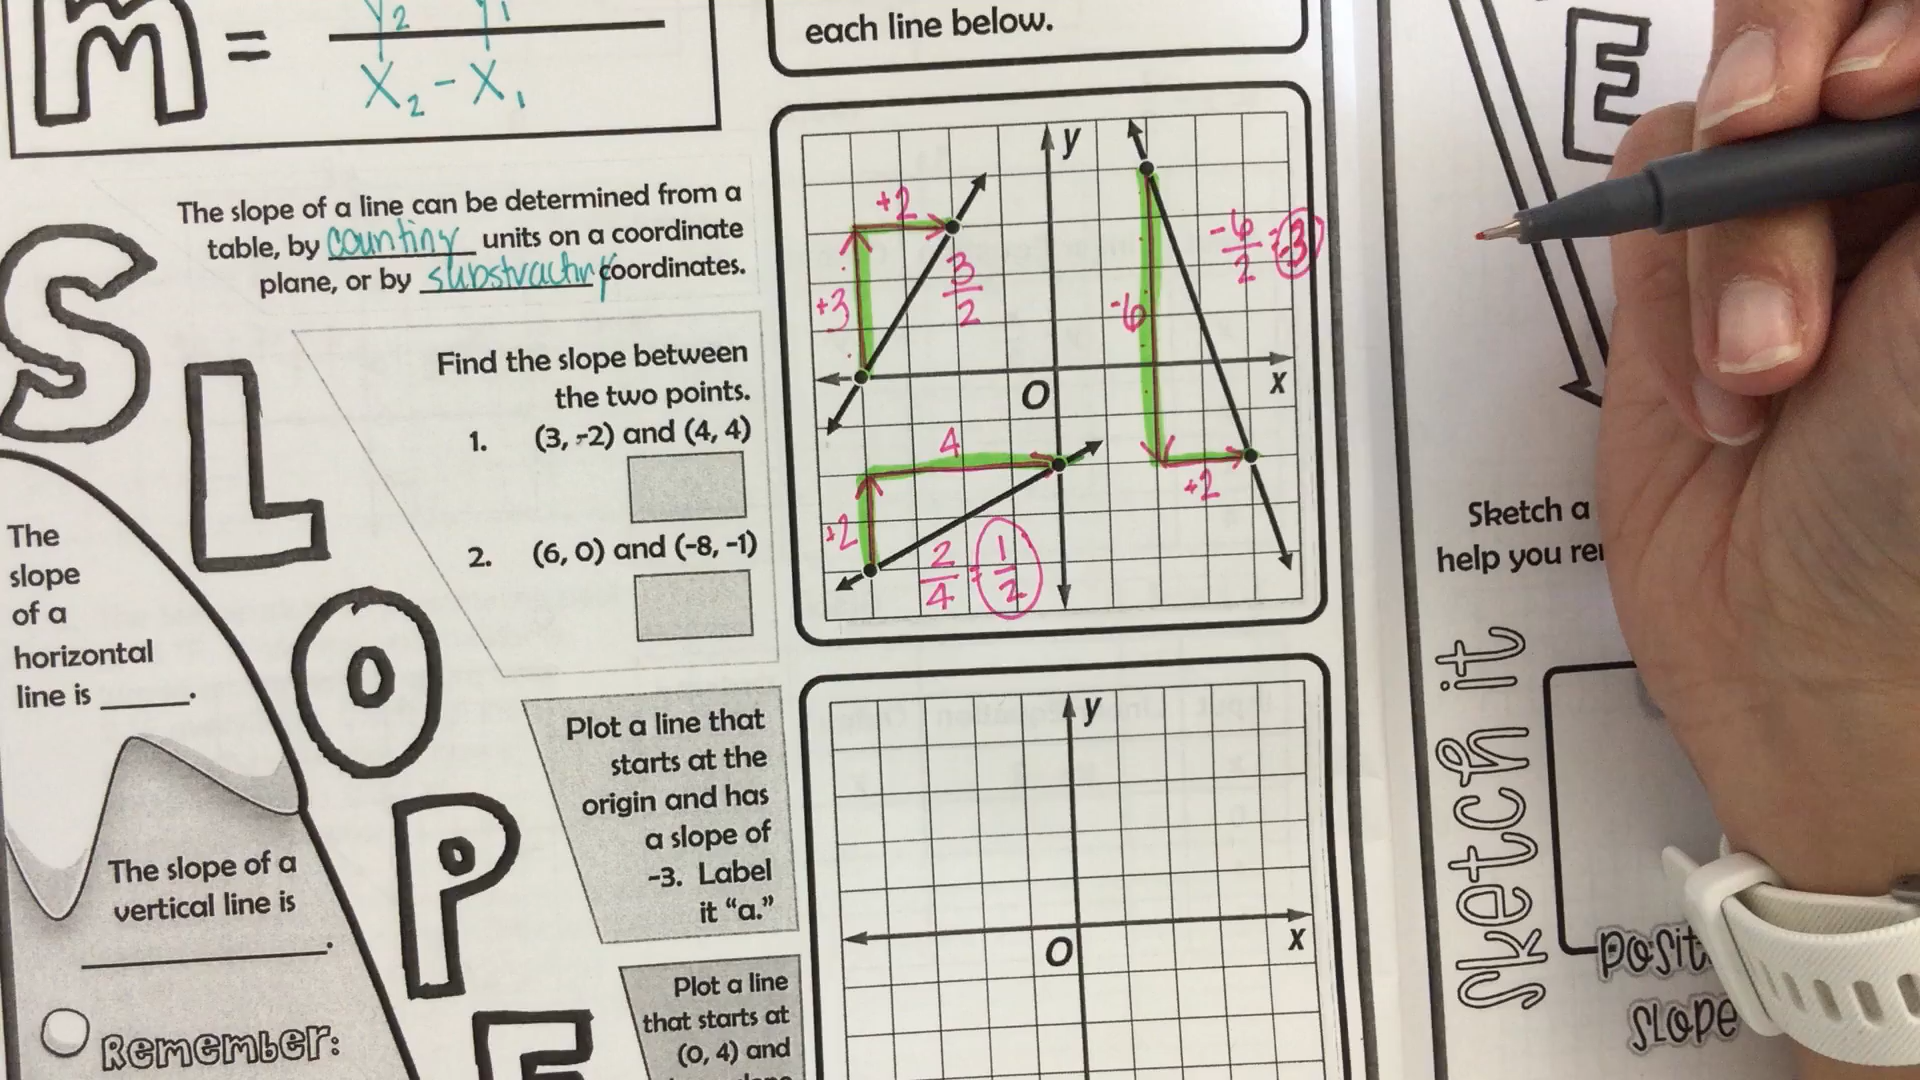 m = y2 y1
X2 - X1
each line below.
The slope of a line can be determined from a
table, by counting units on a coordinate
plane, or by substracting coordinates.
Find the slope between
the two points.
1. (3, -2) and (4, 4)
2. (6, 0) and (-8, -1)
y
x
O
+2
+3
3/2
-6
+2
-6/2 = -3
4
+2
2/4 = 1/2
SLOPE
The
slope
of a
horizontal
line is ______.
The slope of a
vertical line is
______.
Remember:
Plot a line that
starts at the
origin and has
a slope of
-3. Label
it “a.”
Plot a line
that starts at
(0, 4) and
y
x
O
E
Sketch a
help you
Sketch it
SLOPE